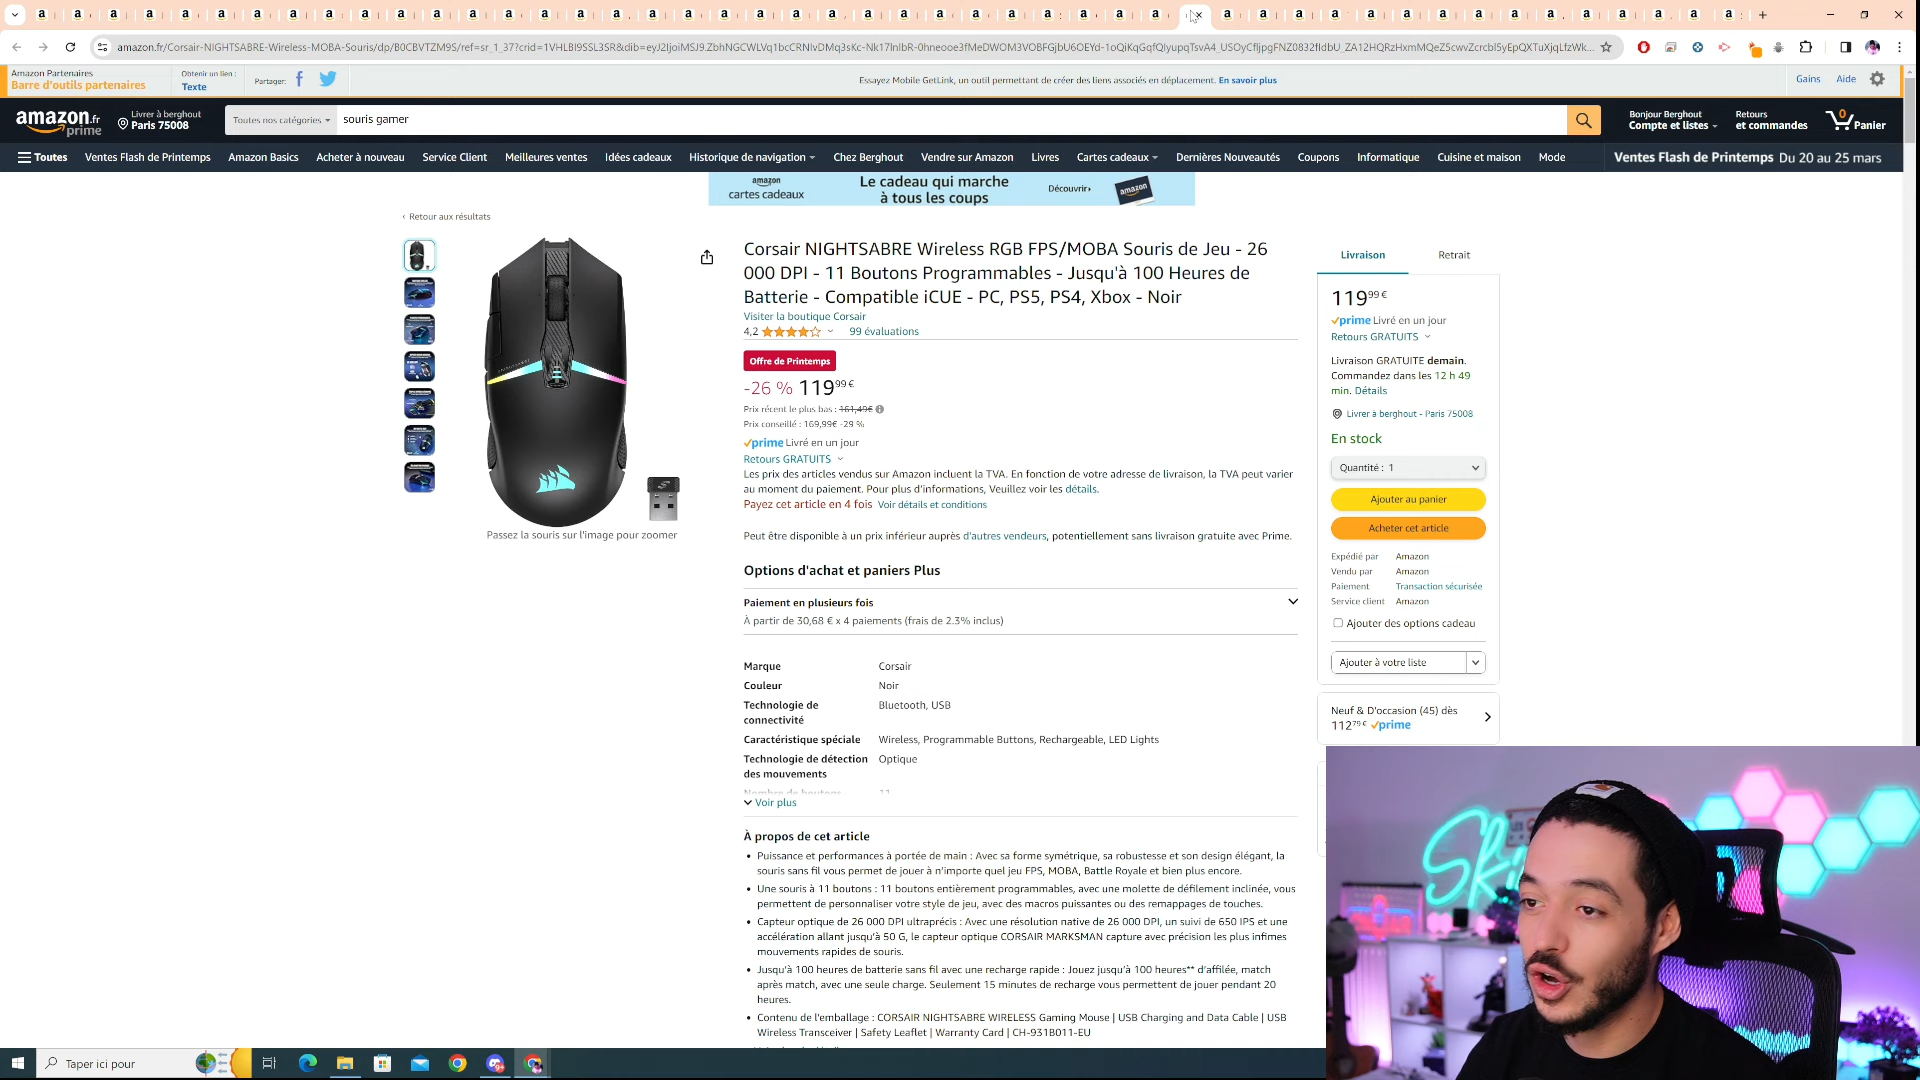 Amazon Partenaires
Barre d'outils partenaires
Obtenir un lien :
Texte
Partager:
Essayez Mobile GetLink, un outil permettant de créer des liens associés en déplacement. En savoir plus
Gains
Aide
amazon.fr
prime
Livrer à berghout
Paris 75008
Toutes nos catégories
souris gamer
Bonjour Berghout
Compte et listes
Retours
et commandes
0
Panier
Toutes
Ventes Flash de Printemps
Amazon Basics
Acheter à nouveau
Service Client
Meilleures ventes
Idées cadeaux
Historique de navigation
Chez Berghout
Vendre sur Amazon
Livres
Cartes cadeaux
Dernières Nouveautés
Coupons
Informatique
Cuisine et maison
Mode
Ventes Flash de Printemps Du 20 au 25 mars
amazon
cartes cadeaux
Le cadeau qui marche
à tous les coups
Découvrir›
amazon
‹ Retour aux résultats
Passez la souris sur l'image pour zoomer
Corsair NIGHTSABRE Wireless RGB FPS/MOBA Souris de Jeu - 26
000 DPI - 11 Boutons Programmables - Jusqu'à 100 Heures de
Batterie - Compatible iCUE - PC, PS5, PS4, Xbox - Noir
Visiter la boutique Corsair
4,2
99 évaluations
Offre de Printemps
-26 % 119,99 €
Prix récent le plus bas : 161,49€
Prix conseillé : 169,99€ -29 %
prime Livré en un jour
Retours GRATUITS
Les prix des articles vendus sur Amazon incluent la TVA. En fonction de votre adresse de livraison, la TVA peut varier
au moment du paiement. Pour plus d'informations, Veuillez voir les détails.
Payez cet article en 4 fois Voir détails et conditions
Peut être disponible à un prix inférieur auprès d'autres vendeurs, potentiellement sans livraison gratuite avec Prime.
Options d'achat et paniers Plus
Paiement en plusieurs fois
À partir de 30,68 € x 4 paiements (frais de 2.3% inclus)
Marque
Corsair
Couleur
Noir
Technologie de
connectivité
Bluetooth, USB
Caractéristique spéciale
Wireless, Programmable Buttons, Rechargeable, LED Lights
Technologie de détection
des mouvements
Optique
Nombre de boutons
11
Voir plus
À propos de cet article
• Puissance et performances à portée de main : Avec sa forme symétrique, sa robustesse et son design élégant, la
souris sans fil vous permet de jouer à n'importe quel jeu FPS, MOBA, Battle Royale et bien plus encore.
• Une souris à 11 boutons : 11 boutons entièrement programmables, avec une molette de défilement inclinée, vous
permettent de personnaliser votre style de jeu, avec des macros puissantes ou des remappages de touches.
• Capteur optique de 26 000 DPI ultraprécis : Avec une résolution native de 26 000 DPI, un suivi de 650 IPS et une
accélération allant jusqu'à 50 G, le capteur optique CORSAIR MARKSMAN capture avec précision les plus infimes
mouvements rapides de souris.
• Jusqu'à 100 heures de batterie sans fil avec une recharge rapide : Jouez jusqu'à 100 heures** d'affilée, match
après match, avec une seule charge. Seulement 15 minutes de recharge vous permettent de jouer pendant 20
heures.
• Contenu de l'emballage : CORSAIR NIGHTSABRE WIRELESS Gaming Mouse | USB Charging and Data Cable | USB
Wireless Transceiver | Safety Leaflet | Warranty Card | CH-931B011-EU
Livraison
Retrait
119,99 €
prime Livré en un jour
Retours GRATUITS
Livraison GRATUITE demain.
Commandez dans les 12 h 49
min. Détails
Livrer à berghout - Paris 75008
En stock
Quantité : 1
Ajouter au panier
Acheter cet article
Expédié par
Amazon
Vendu par
Amazon
Paiement
Transaction sécurisée
Service client
Amazon
Ajouter des options cadeau
Ajouter à votre liste
Neuf & D'occasion (45) dès
112,79 € prime
Taper ici pour